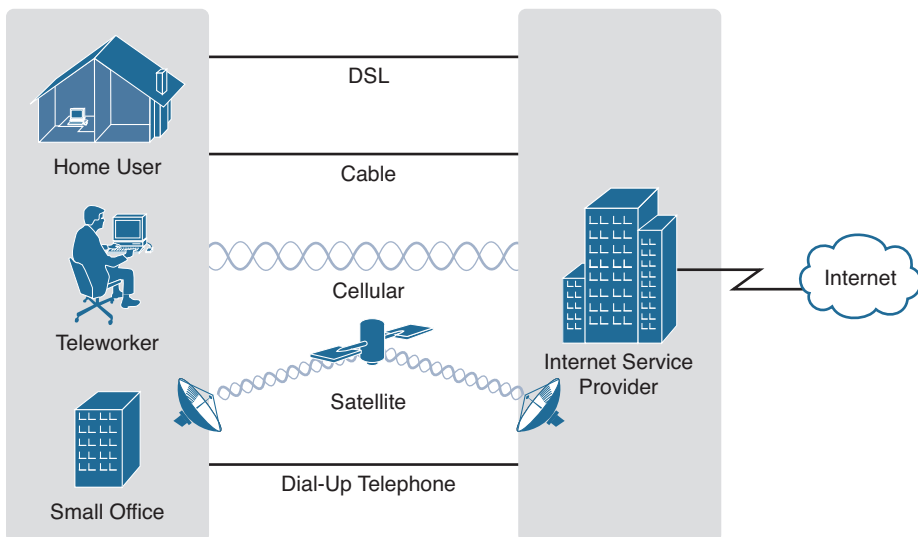 Home User
Teleworker
Small Office
DSL
Cable
Cellular
Satellite
Dial-Up Telephone
Internet Service
Provider
Internet